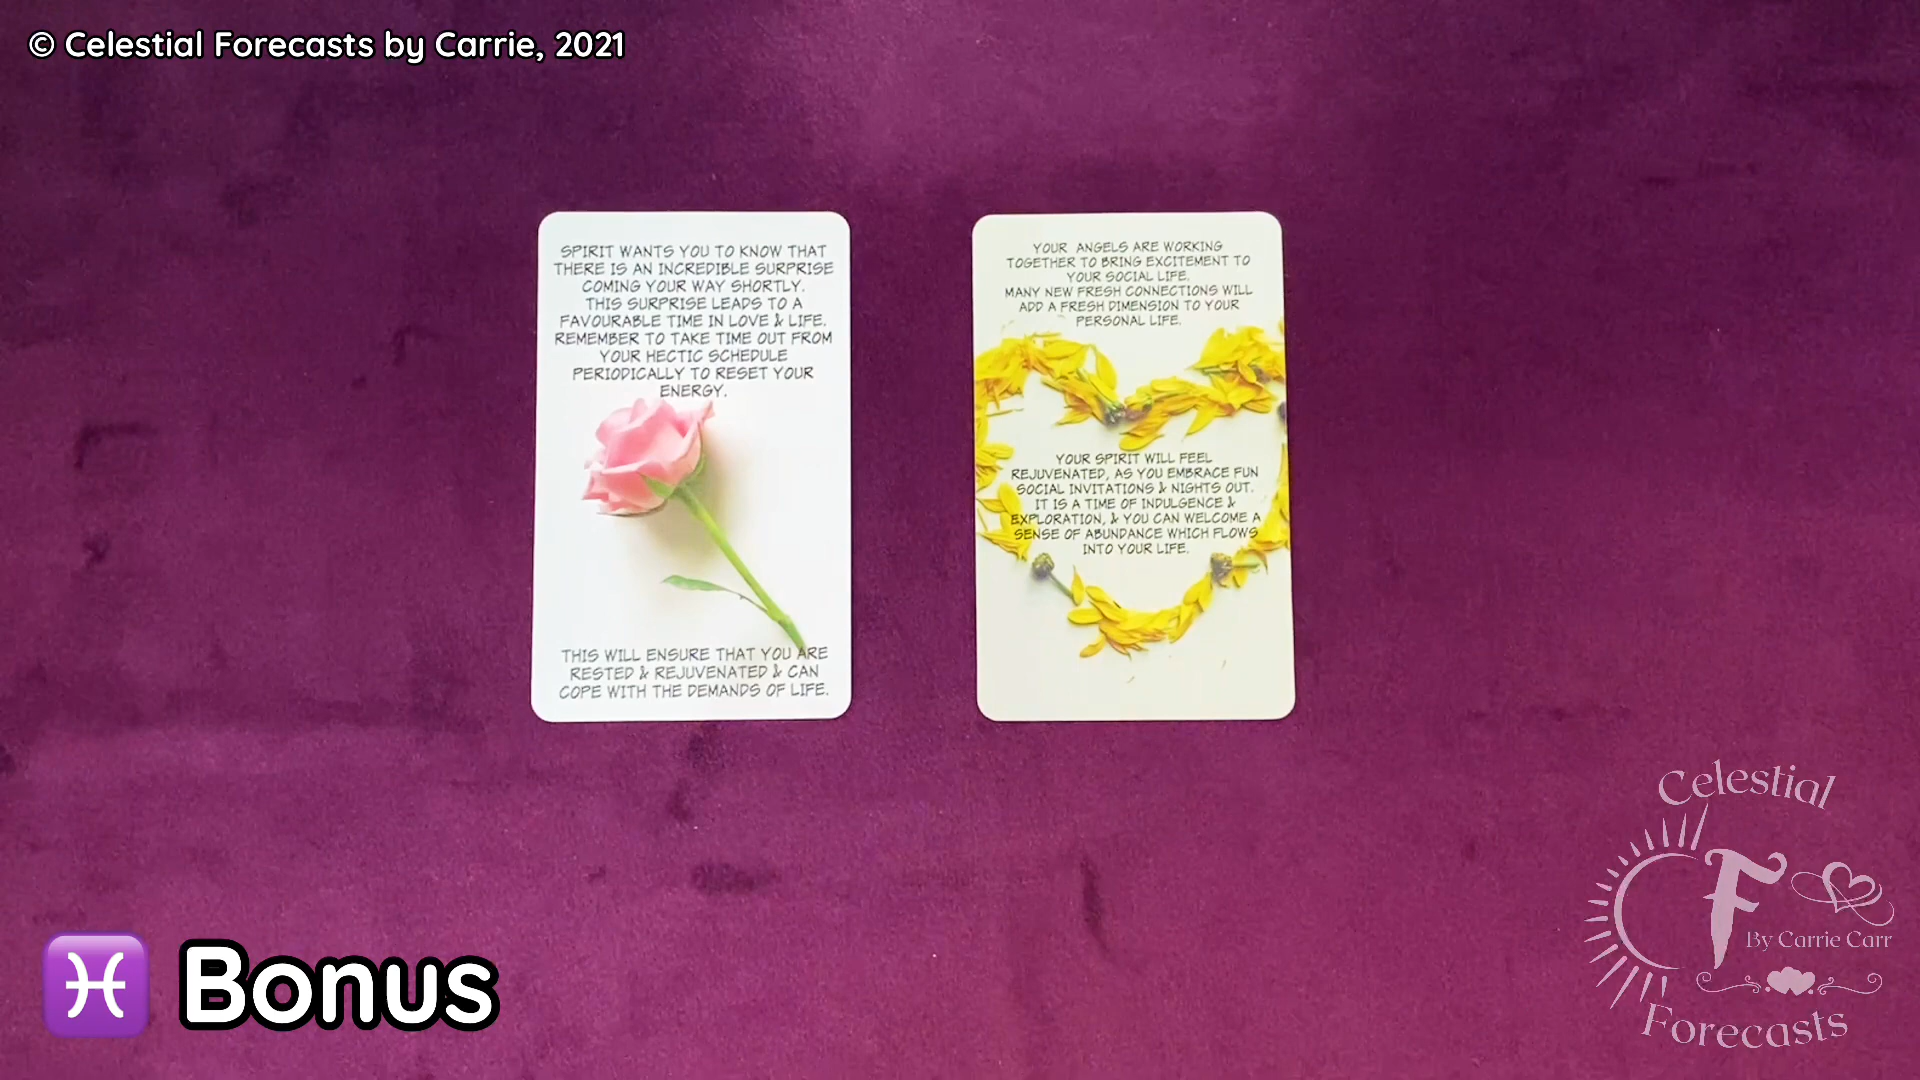 © Celestial Forecasts by Carrie, 2021
SPIRIT WANTS YOU TO KNOW THAT
THERE IS AN INCREDIBLE SURPRISE
COMING YOUR WAY SHORTLY.
THIS SURPRISE LEADS TO A
FAVOURABLE TIME IN LOVE & LIFE.
REMEMBER TO TAKE TIME OUT FROM
YOUR HECTIC SCHEDULE
PERIODICALLY TO RESET YOUR
ENERGY.
THIS WILL ENSURE THAT YOU ARE
RESTED & REJUVENATED & CAN
COPE WITH THE DEMANDS OF LIFE.
YOUR ANGELS ARE WORKING
TOGETHER TO BRING EXCITEMENT TO
YOUR SOCIAL LIFE.
MANY NEW FRESH CONNECTIONS WILL
ADD A FRESH DIMENSION TO YOUR
PERSONAL LIFE.
YOUR SPIRIT WILL FEEL
REJUVENATED, AS YOU EMBRACE FUN
SOCIAL INVITATIONS & NIGHTS OUT.
IT IS A TIME OF INDULGENCE &
EXPLORATION, & YOU CAN WELCOME A
SENSE OF ABUNDANCE WHICH FLOWS
INTO YOUR LIFE.
♓ Bonus
Celestial
F
By Carrie Carr
Forecasts